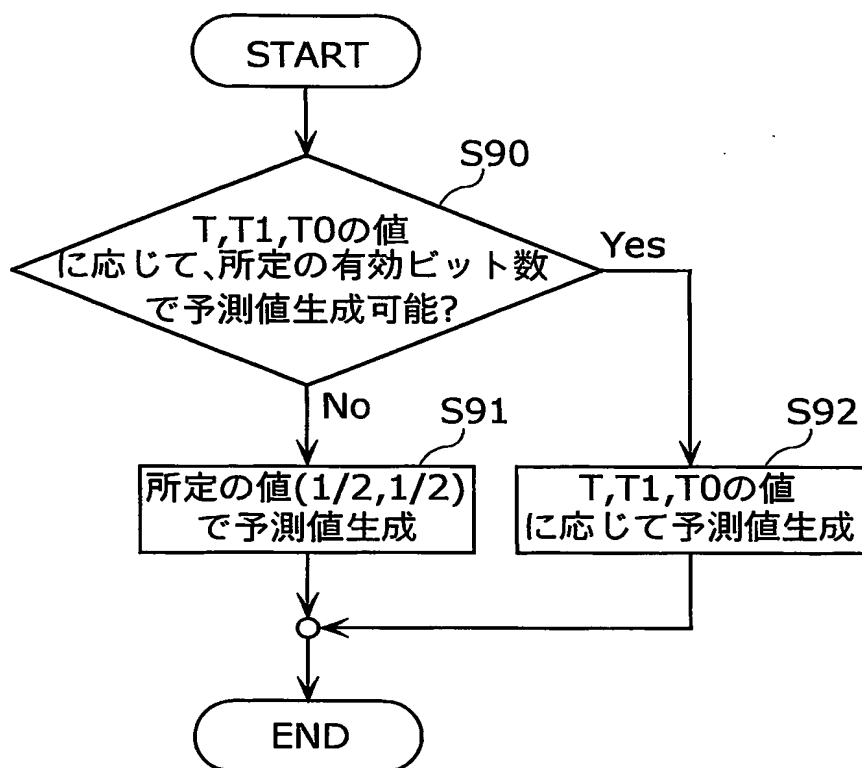 START
S90
T,T1,T0の値
に応じて、所定の有効ビット数
で予測値生成可能?
Yes
No
S91
所定の値(1/2,1/2)
で予測値生成
S92
T,T1,T0の値
に応じて予測値生成
END